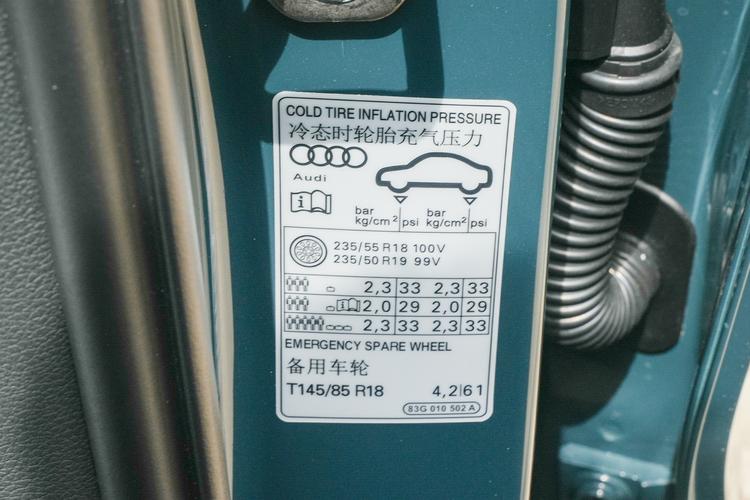 COLD TIRE INFLATION PRESSURE
冷态时轮胎充气压力
Audi
i
bar kg/cm² psi bar kg/cm² psi
235/55 R18 100V
235/50 R19 99V
2,3 33 2,3 33
i 2,0 29 2,0 29
2,3 33 2,3 33
EMERGENCY SPARE WHEEL
备用车轮
T145/85 R18 4,2|61
83G 010 502 A